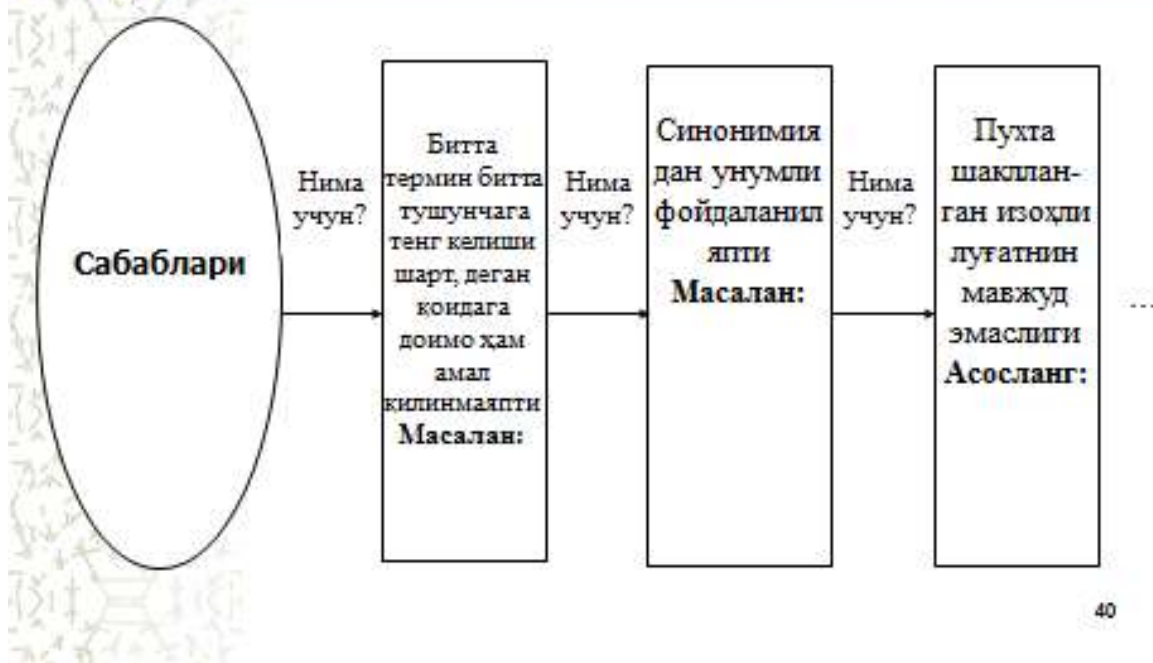 Сабаблари
Нима
учун?
Битта
термин битта
тушунчага
тенг келиши
шарт, деган
қоидага
доимо ҳам
амал
қилинмаяпти
Масалан:
Нима
учун?
Синонимия
дан унумли
фойдаланил
япти
Масалан:
Нима
учун?
Пухта
шакллан-
ган изоҳли
луғатнин
мавжуд
эмаслиги
Асосланг:
...
40